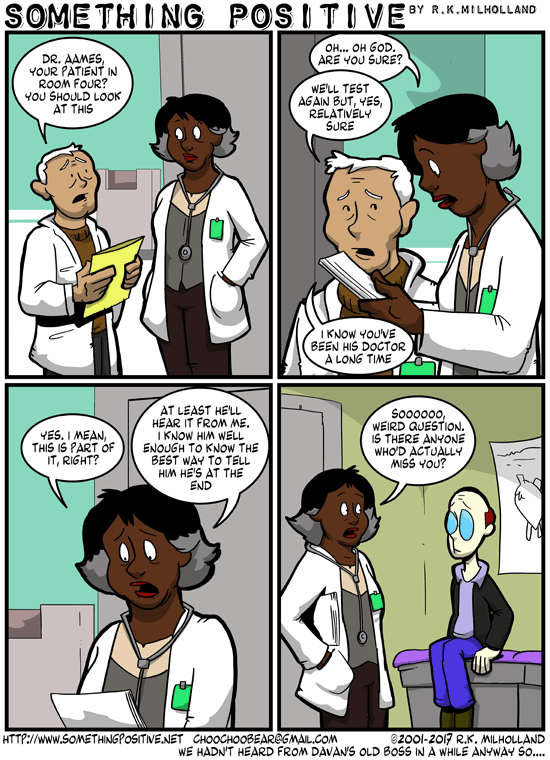 SOMETHING POSITIVE BY R.K.MILHOLLAND
DR. AAMES,
YOUR PATIENT IN
ROOM FOUR?
YOU SHOULD LOOK
AT THIS
OH... OH GOD.
ARE YOU SURE?
WE'LL TEST
AGAIN BUT, YES,
RELATIVELY
SURE
I KNOW YOU'VE
BEEN HIS DOCTOR
A LONG TIME
YES. I MEAN,
THIS IS PART OF
IT, RIGHT?
AT LEAST HE'LL
HEAR IT FROM ME.
I KNOW HIM WELL
ENOUGH TO KNOW THE
BEST WAY TO TELL
HIM HE'S AT THE
END
SOOOOOO,
WEIRD QUESTION.
IS THERE ANYONE
WHO'D ACTUALLY
MISS YOU?
HTTP://WWW.SOMETHINGPOSITIVE.NET CHOOCHOOBEAR@GMAIL.COM ©2001-2017 R.K. MILHOLLAND
WE HADN'T HEARD FROM DAVAN'S OLD BOSS IN A WHILE ANYWAY SO....